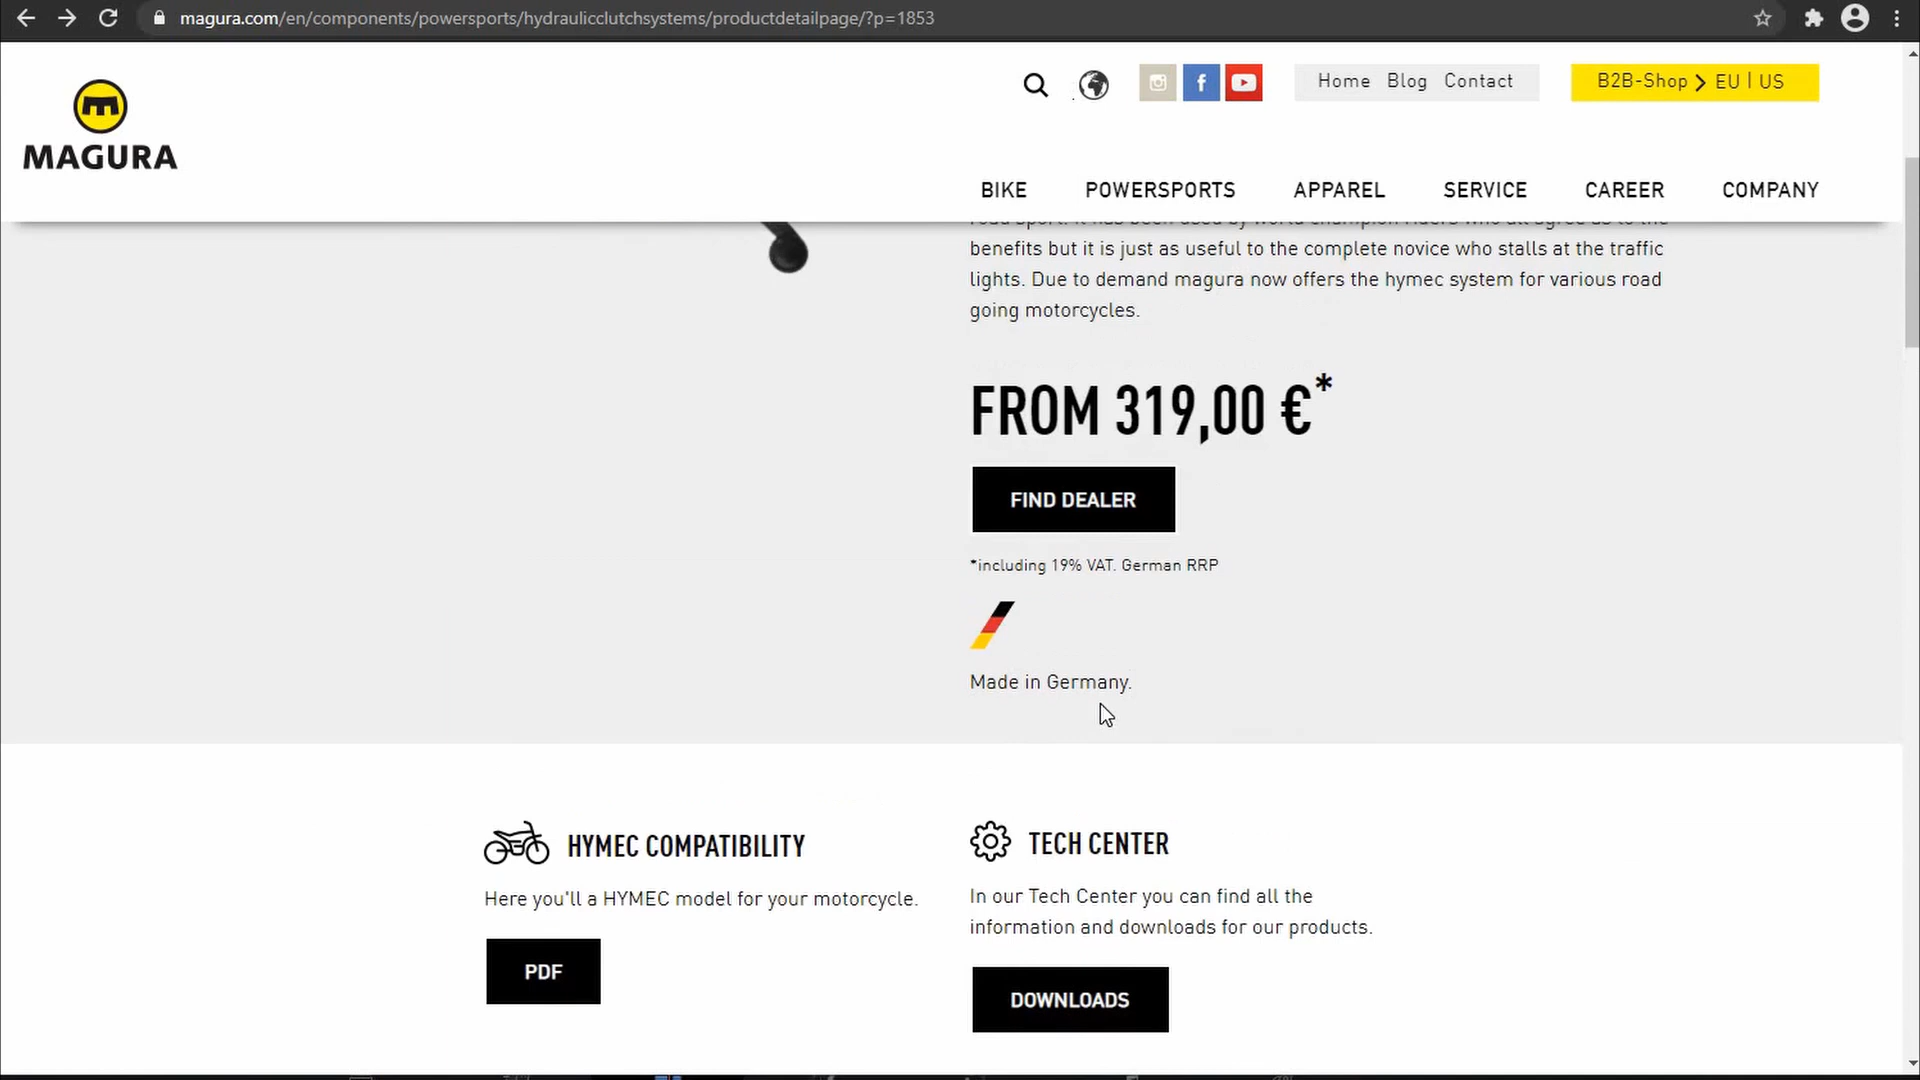 magura.com/en/components/powersports/hydraulicclutchsystems/productdetailpage/?p=1853
MAGURA
f
Home Blog Contact
B2B-Shop > EU | US
BIKE POWERSPORTS APPAREL SERVICE CAREER COMPANY
road sport. It has been used by world champion riders who all agree as to the
benefits but it is just as useful to the complete novice who stalls at the traffic
lights. Due to demand magura now offers the hymec system for various road
going motorcycles.
FROM 319,00 €*
FIND DEALER
*including 19% VAT. German RRP
Made in Germany.
HYMEC COMPATIBILITY
Here you'll a HYMEC model for your motorcycle.
PDF
TECH CENTER
In our Tech Center you can find all the
information and downloads for our products.
DOWNLOADS